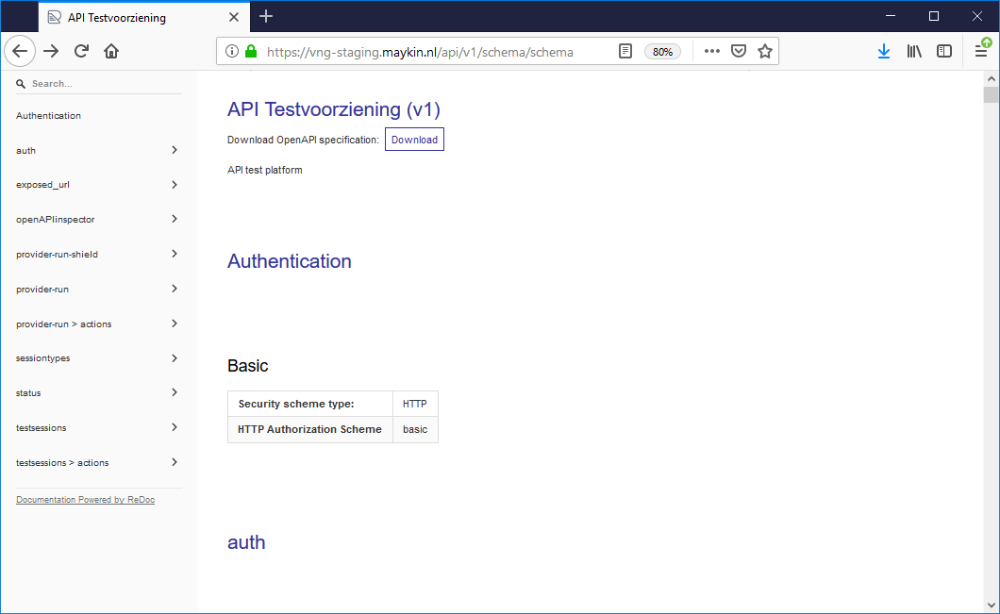 API Testvoorziening
https://vng-staging.maykin.nl/api/v1/schema/schema
80%
Search...
Authentication
auth
exposed_url
openAPIinspector
provider-run-shield
provider-run
provider-run > actions
sessiontypes
status
testsessions
testsessions > actions
Documentation Powered by ReDoc
API Testvoorziening (v1)
Download OpenAPI specification: Download
API test platform
Authentication
Basic
Security scheme type: HTTP
HTTP Authorization Scheme basic
auth